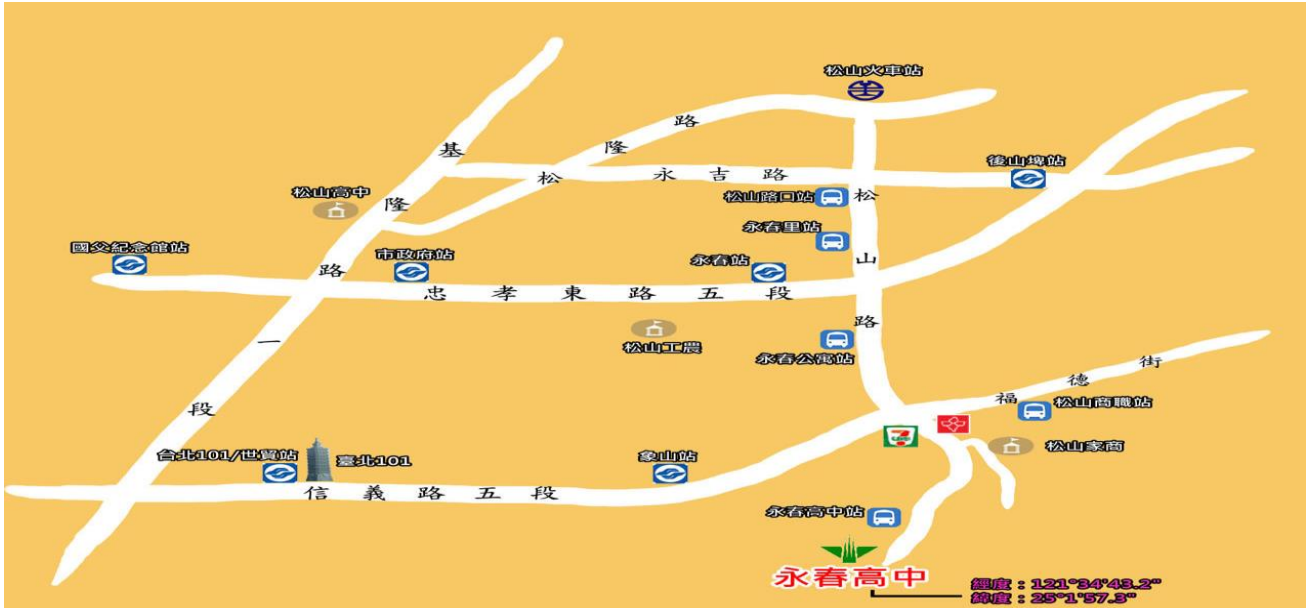 松山火車站
松隆路
基隆路一段
永吉路
後山埤站
松山高中
松山路口站
松山路
永春里站
國父紀念館站
市政府站
永春站
忠孝東路五段
松山工農
永春公寓站
福德街
松山商職站
台北101/世貿站
臺北101
象山站
松山家商
信義路五段
永春高中站
永春高中
經度：121°34'43.2"
緯度：25°1'57.3"